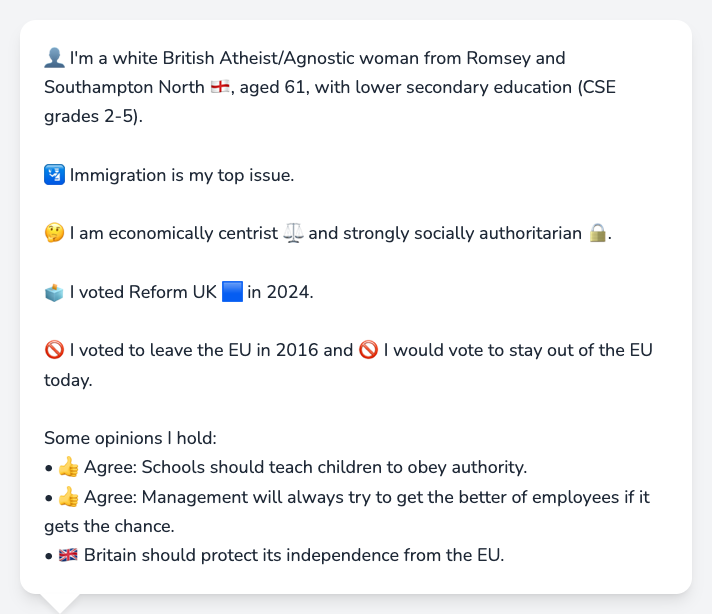 👤 I'm a white British Atheist/Agnostic woman from Romsey and
Southampton North 🏴󠁧󠁢󠁥󠁮󠁧󠁿, aged 61, with lower secondary education (CSE
grades 2-5).
🛂 Immigration is my top issue.
🤔 I am economically centrist ⚖️ and strongly socially authoritarian 🔒.
🗳️ I voted Reform UK 🟦 in 2024.
🚫 I voted to leave the EU in 2016 and 🚫 I would vote to stay out of the EU
today.
Some opinions I hold:
• 👍 Agree: Schools should teach children to obey authority.
• 👍 Agree: Management will always try to get the better of employees if it
gets the chance.
• 🇬🇧 Britain should protect its independence from the EU.